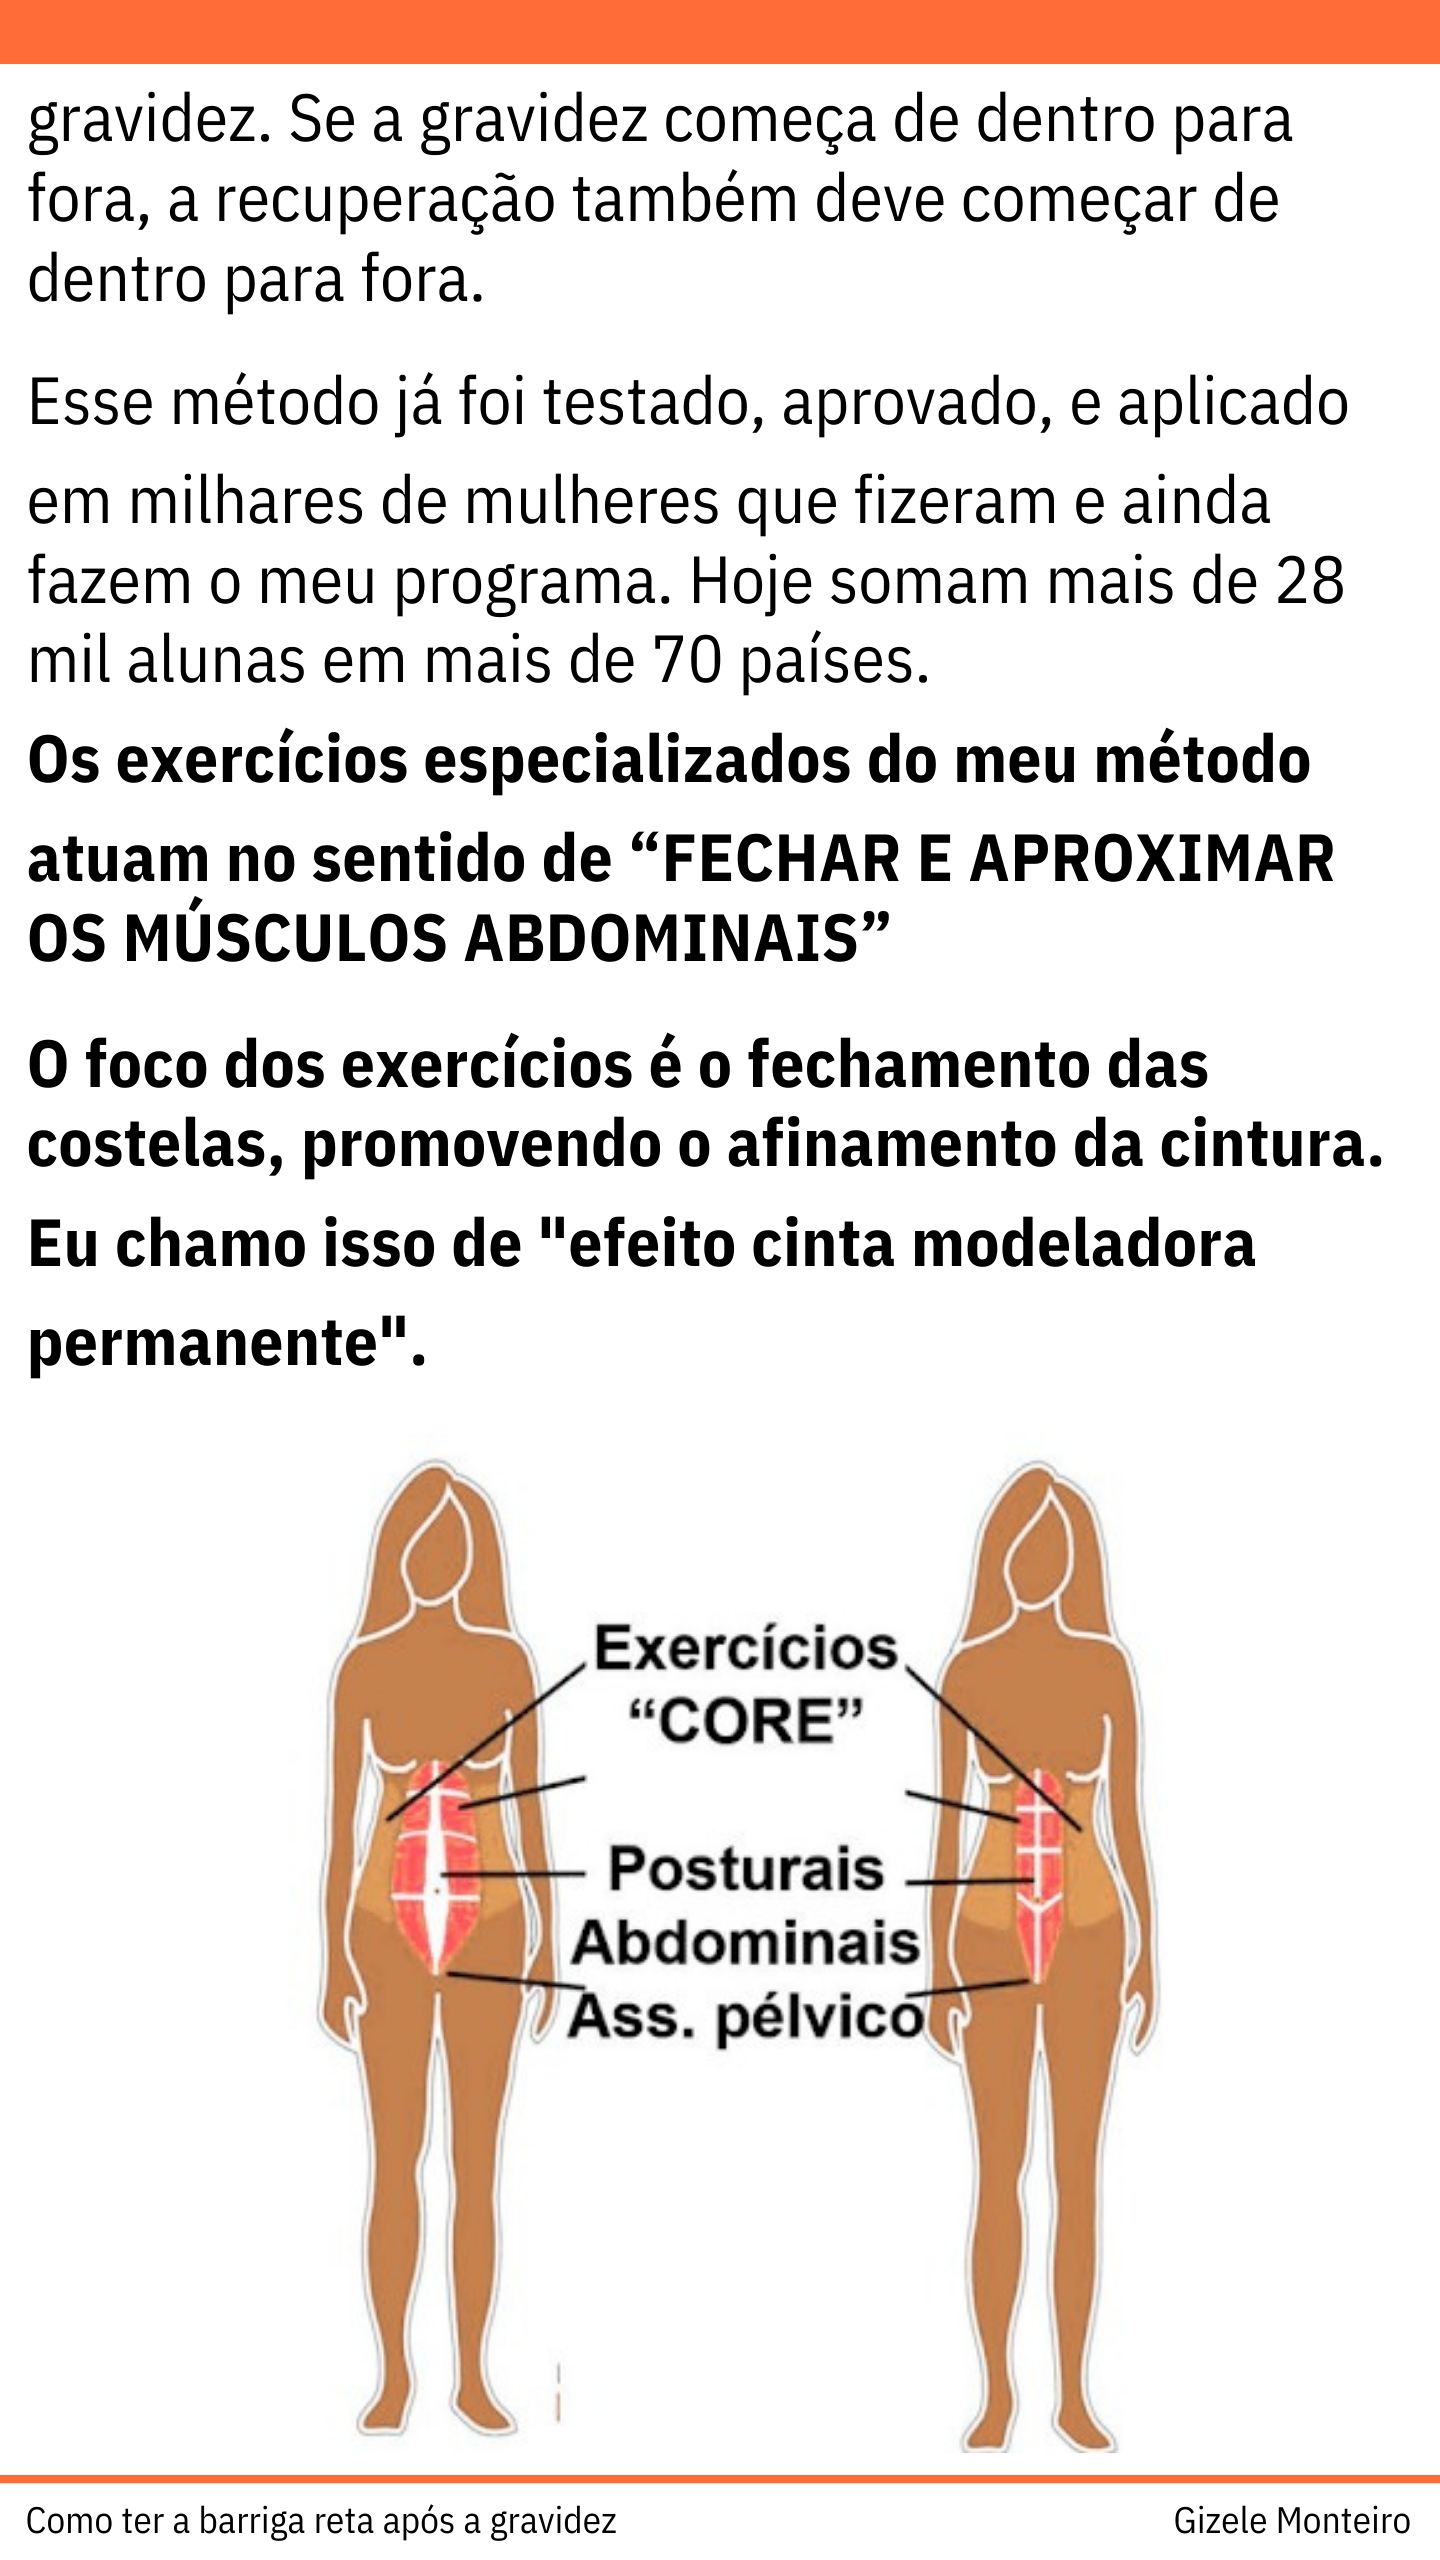 gravidez. Se a gravidez começa de dentro para
fora, a recuperação também deve começar de
dentro para fora.
Esse método já foi testado, aprovado, e aplicado
em milhares de mulheres que fizeram e ainda
fazem o meu programa. Hoje somam mais de 28
mil alunas em mais de 70 países.
Os exercícios especializados do meu método
atuam no sentido de “FECHAR E APROXIMAR
OS MÚSCULOS ABDOMINAIS”
O foco dos exercícios é o fechamento das
costelas, promovendo o afinamento da cintura.
Eu chamo isso de "efeito cinta modeladora
permanente".
Exercícios
“CORE”
Posturais
Abdominais
Ass. pélvico
Como ter a barriga reta após a gravidez
Gizele Monteiro